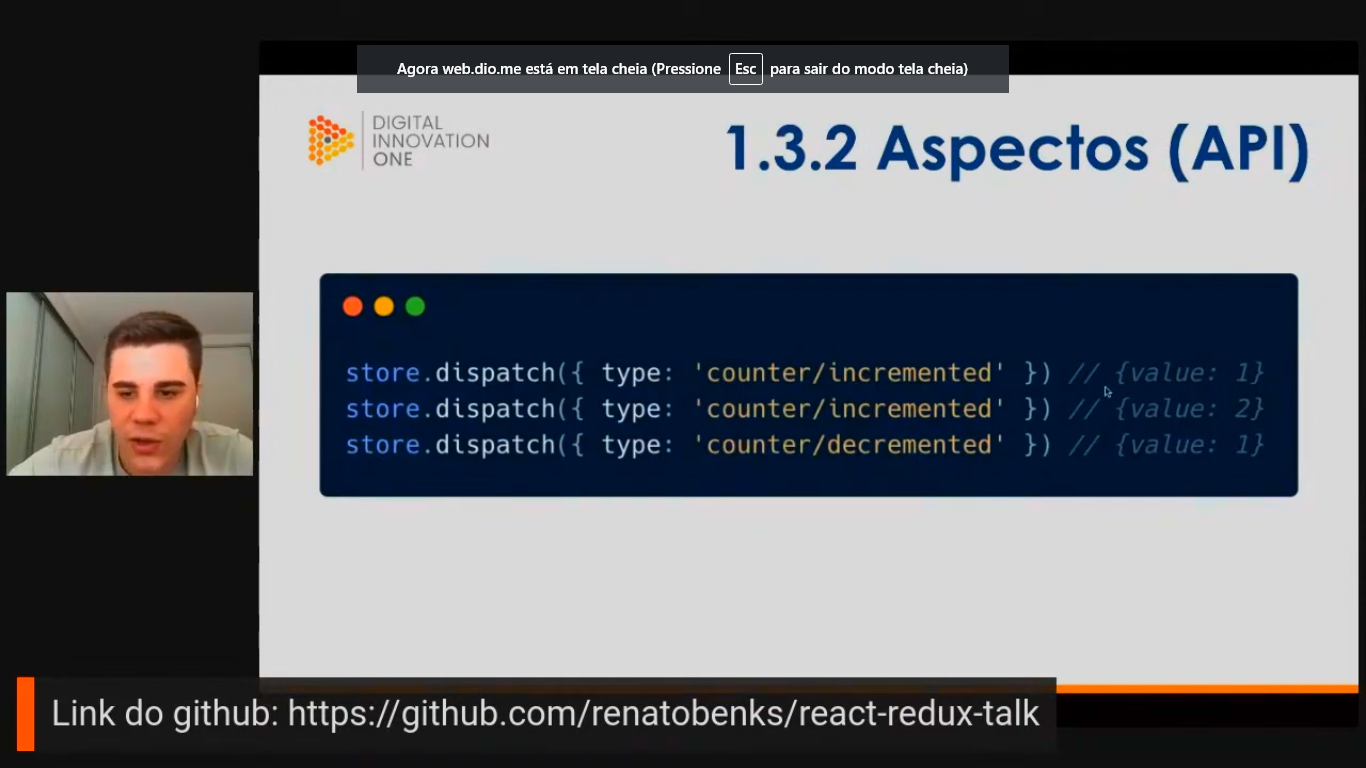 Agora web.dio.me está em tela cheia (Pressione Esc para sair do modo tela cheia)
DIGITAL
INNOVATION
ONE
1.3.2 Aspectos (API)
store.dispatch({ type: 'counter/incremented' }) // {value: 1}
store.dispatch({ type: 'counter/incremented' }) // {value: 2}
store.dispatch({ type: 'counter/decremented' }) // {value: 1}
Link do github: https://github.com/renatobenks/react-redux-talk